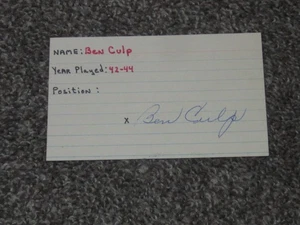 NAME: Ben Culp
Year Played: 42-44
Position:
x Ben Culp